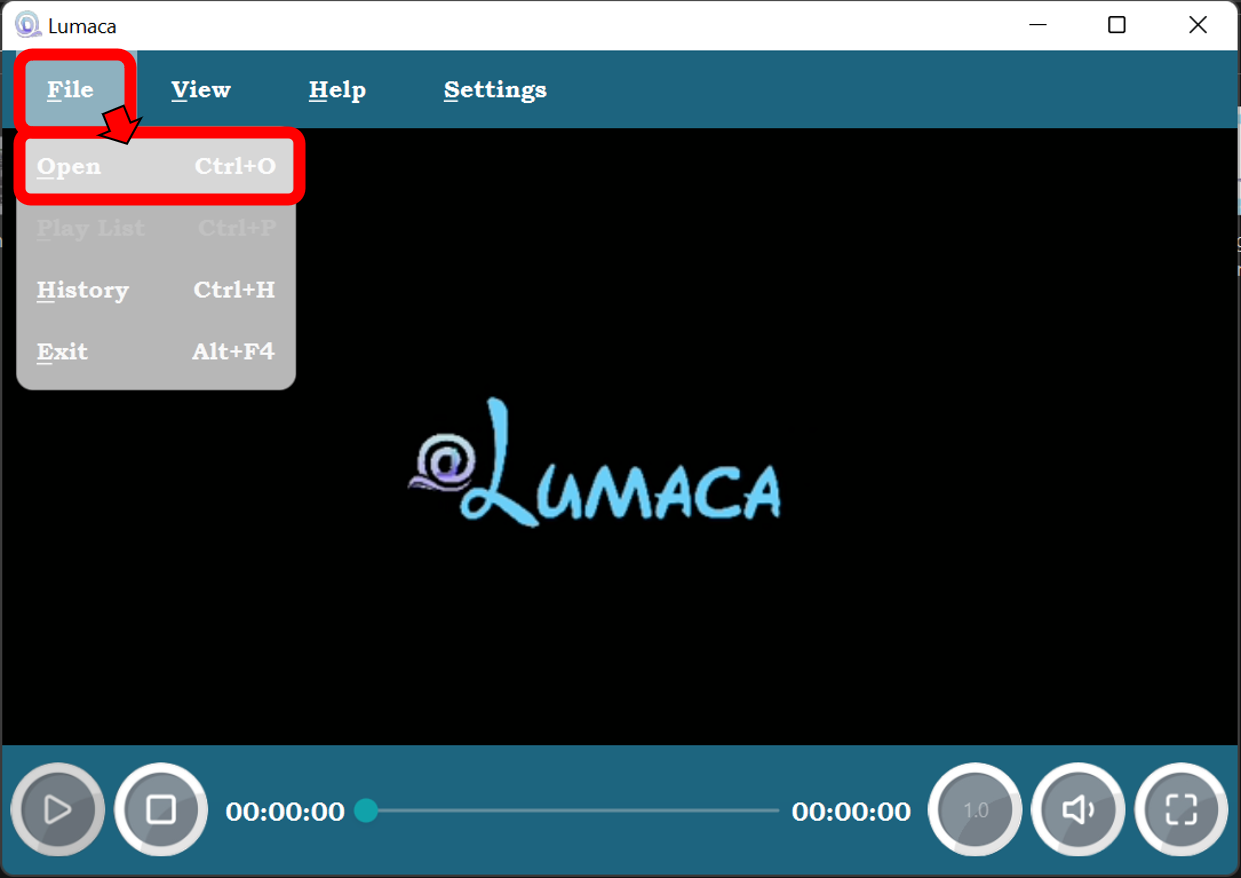 Lumaca
File View Help Settings
Open Ctrl+O
Play List Ctrl+P
History Ctrl+H
Exit Alt+F4
@LUMACA
00:00:00 00:00:00 1.0